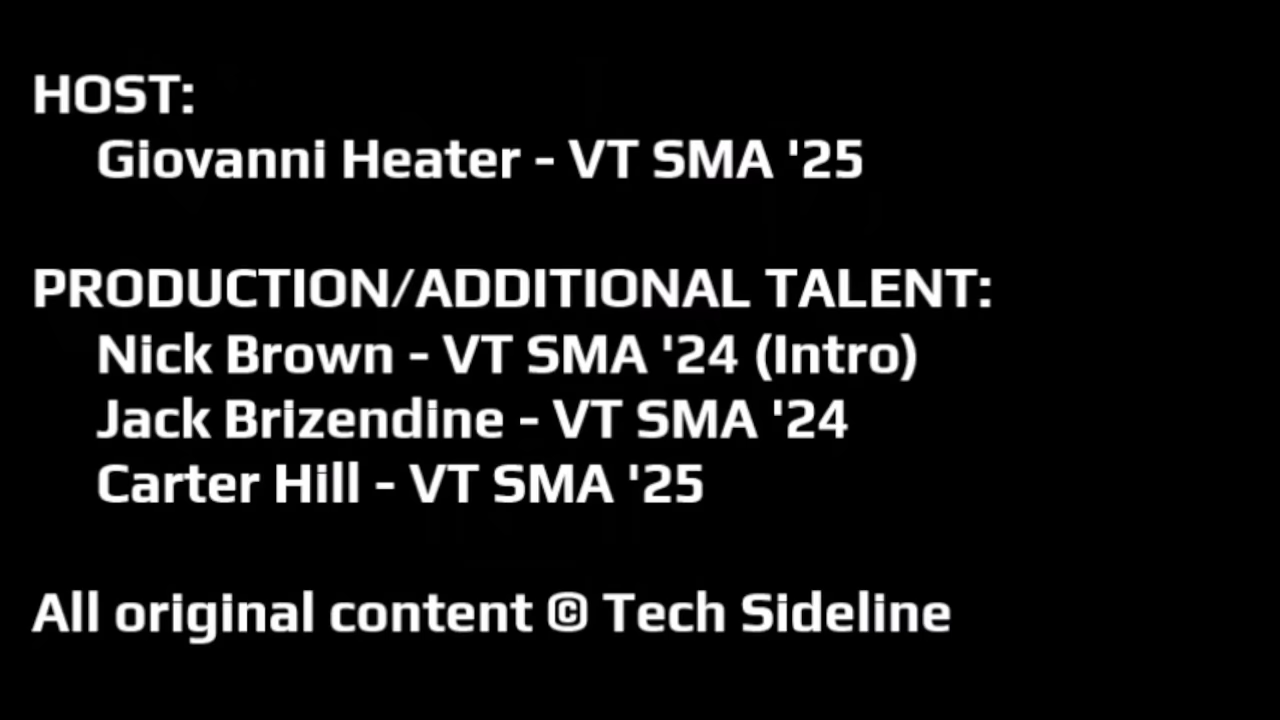 HOST:
Giovanni Heater - VT SMA '25
PRODUCTION/ADDITIONAL TALENT:
Nick Brown - VT SMA '24 (Intro)
Jack Brizendine - VT SMA '24
Carter Hill - VT SMA '25
All original content © Tech Sideline